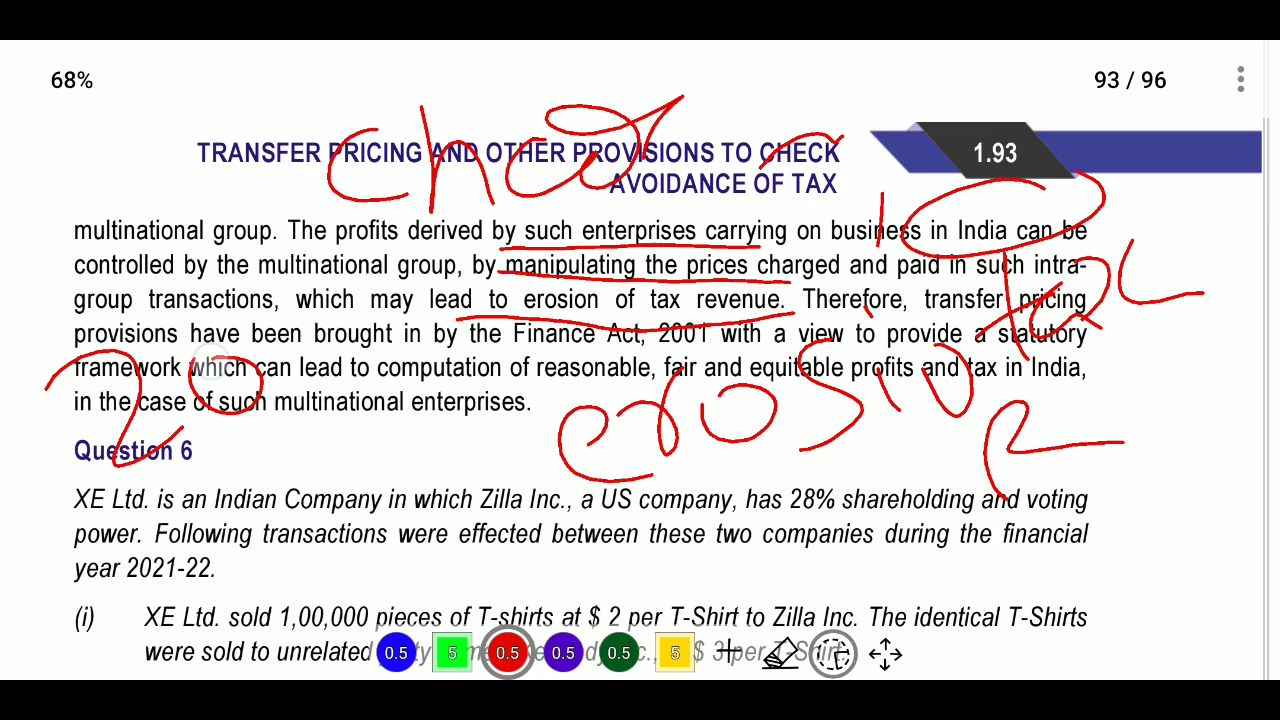 68%
93 / 96
TRANSFER PRICING AND OTHER PROVISIONS TO CHECK
AVOIDANCE OF TAX
1.93
multinational group. The profits derived by such enterprises carrying on business in India can be
controlled by the multinational group, by manipulating the prices charged and paid in such intra-
group transactions, which may lead to erosion of tax revenue. Therefore, transfer pricing
provisions have been brought in by the Finance Act, 2001 with a view to provide a statutory
framework which can lead to computation of reasonable, fair and equitable profits and tax in India,
in the case of such multinational enterprises.
erosion
Question 6
XE Ltd. is an Indian Company in which Zilla Inc., a US company, has 28% shareholding and voting
power. Following transactions were effected between these two companies during the financial
year 2021-22.
(i) XE Ltd. sold 1,00,000 pieces of T-shirts at $ 2 per T-Shirt to Zilla Inc. The identical T-Shirts
were sold to unrelated $ 3 per T-Shirt.
0.5 5 0.5 0.5 0.5 5